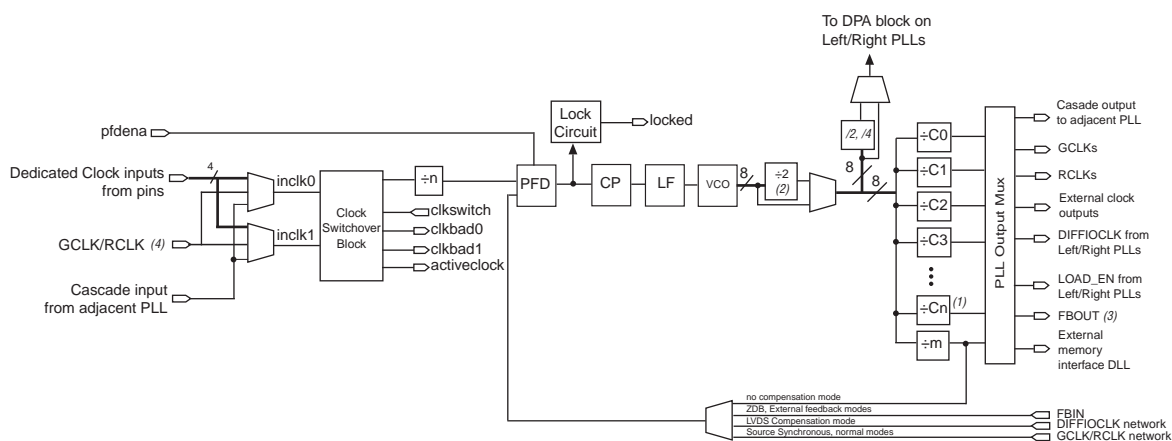 To DPA block on
Left/Right PLLs
Lock
Circuit
locked
pfdena
/2, /4
÷C0
Casade output
to adjacent PLL
GCLKs
Dedicated Clock inputs
from pins
4
inclk0
÷n
PFD
CP
LF
VCO
8
÷2
(2)
8
8
÷C1
RCLKs
÷C2
External clock
outputs
Clock
Switchover
Block
clkswitch
clkbad0
clkbad1
activeclock
GCLK/RCLK (4)
inclk1
÷C3
DIFFIOCLK from
Left/Right PLLs
PLL Output Mux
Cascade input
from adjacent PLL
LOAD_EN from
Left/Right PLLs
÷Cn
(1)
FBOUT (3)
÷m
External
memory
interface DLL
no compensation mode
ZDB, External feedback modes
FBIN
LVDS Compensation mode
DIFFIOCLK network
Source Synchronous, normal modes
GCLK/RCLK network